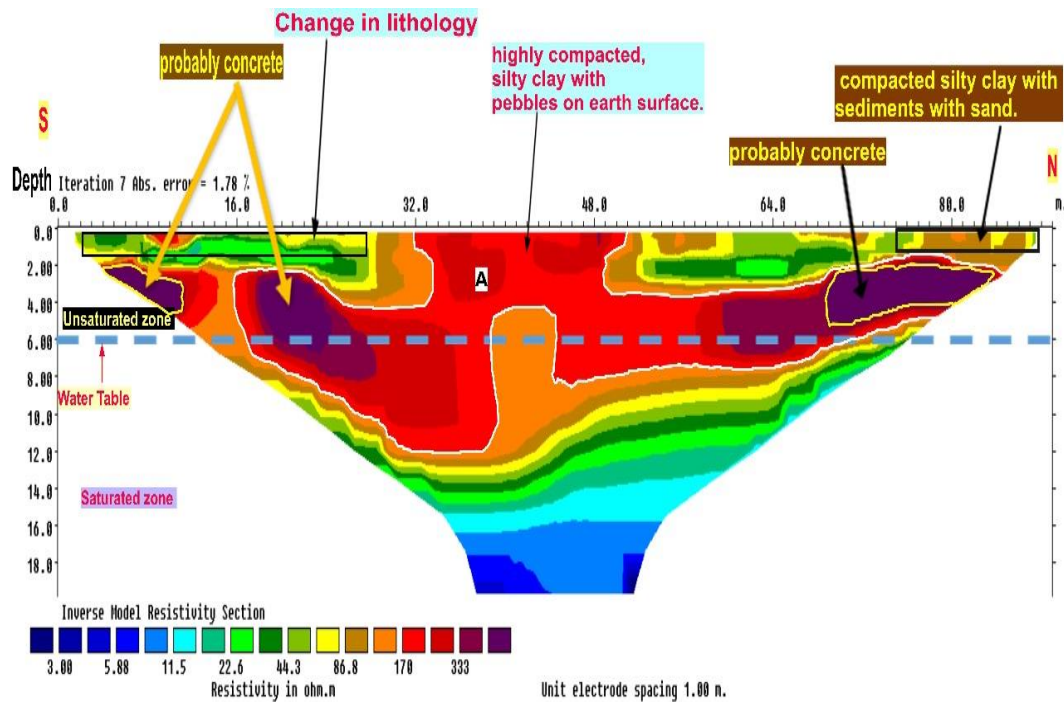 Change in lithology
probably concrete
highly compacted,
silty clay with
pebbles on earth surface.
compacted silty clay with
sediments with sand.
S
probably concrete
N
Depth Iteration 7 Abs. error = 1.78 %
0.0 16.0 32.0 48.0 64.0 80.0 m.
0.0
2.00
A
4.00
Unsaturated zone
6.00
8.00
Water Table
10.0
12.0
14.0
Saturated zone
16.0
18.0
Inverse Model Resistivity Section
3.00 5.88 11.5 22.6 44.3 86.8 170 333
Resistivity in ohm.m Unit electrode spacing 1.00 m.